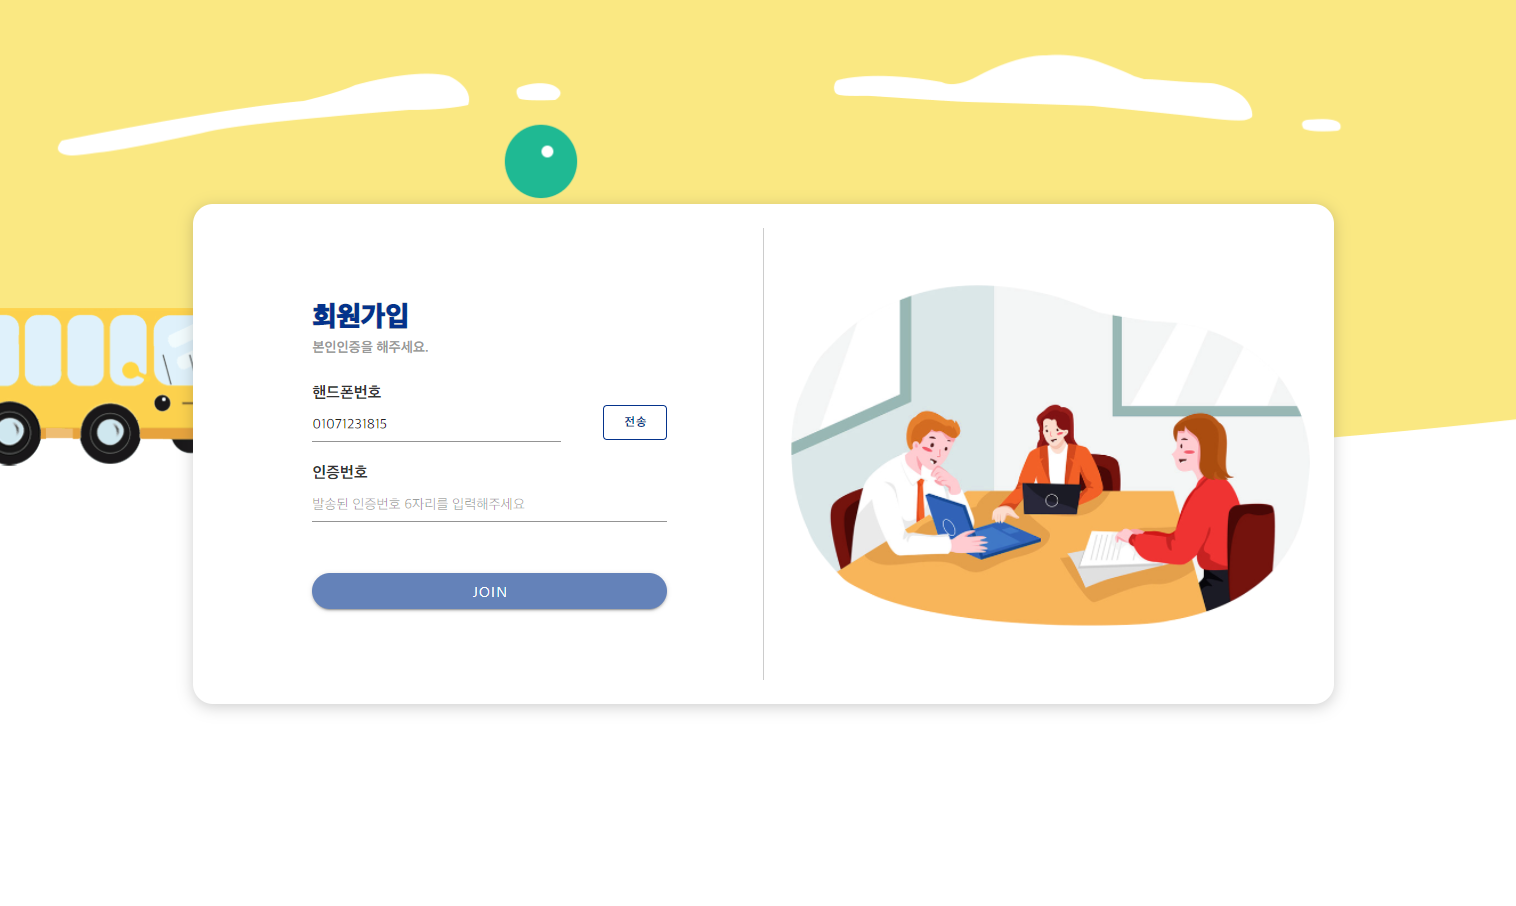 회원가입
본인인증을 해주세요.
핸드폰번호
01071231815
전송
인증번호
발송된 인증번호 6자리를 입력해주세요
JOIN